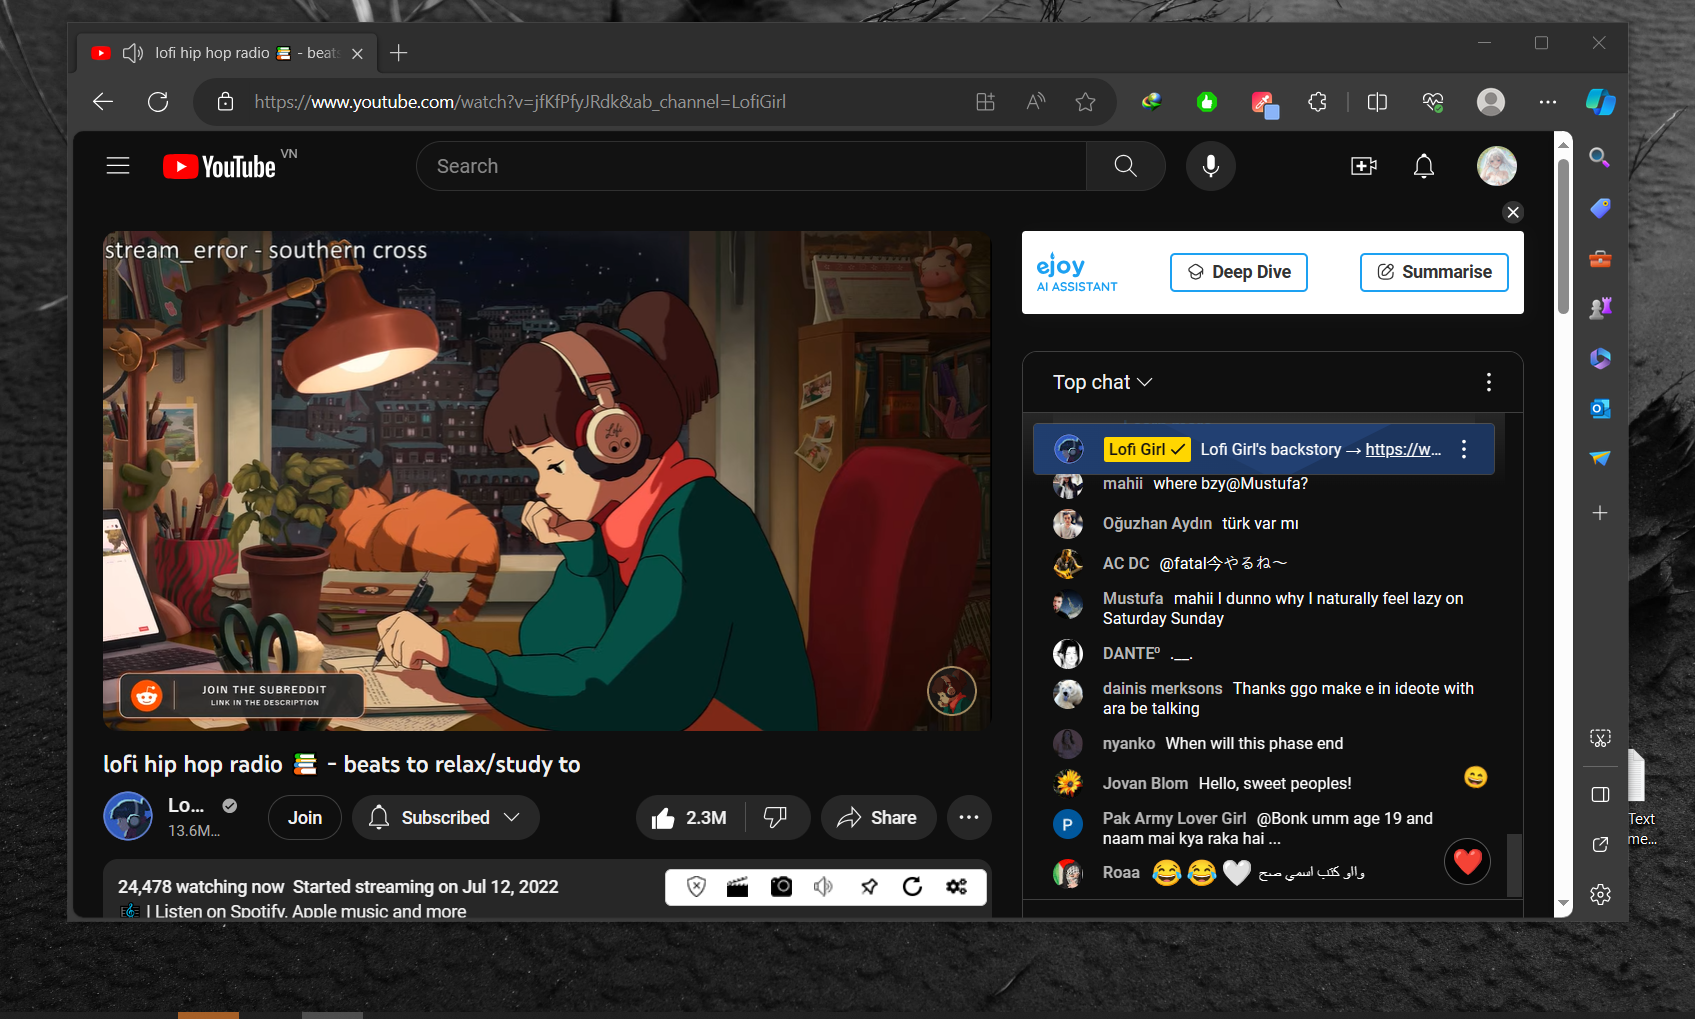 lofi hip hop radio 📚 - beats
https://www.youtube.com/watch?v=jfKfPfyJRdk&ab_channel=LofiGirl
YouTube VN
Search
stream_error - southern cross
JOIN THE SUBREDDIT
LINK IN THE DESCRIPTION
lofi hip hop radio 📚 - beats to relax/study to
Lo...
13.6M...
Join
Subscribed
2.3M
Share
24,478 watching now Started streaming on Jul 12, 2022
🎼 | Listen on Spotify, Apple music and more
ejoy
AI ASSISTANT
Deep Dive
Summarise
Top chat
Lofi Girl Lofi Girl's backstory → https://w...
mahii where bzy@Mustufa?
Oğuzhan Aydın türk var mı
AC DC @fatal今やるね〜
Mustufa mahii I dunno why I naturally feel lazy on
Saturday Sunday
DANTE⁰ .__.
dainis merksons Thanks ggo make e in ideote with
ara be talking
nyanko When will this phase end
Jovan Blom Hello, sweet peoples!
P
Pak Army Lover Girl @Bonk umm age 19 and
naam mai kya raka hai ...
Roaa 😂😂🤍 واو كتب اسمي صح
Text
me...